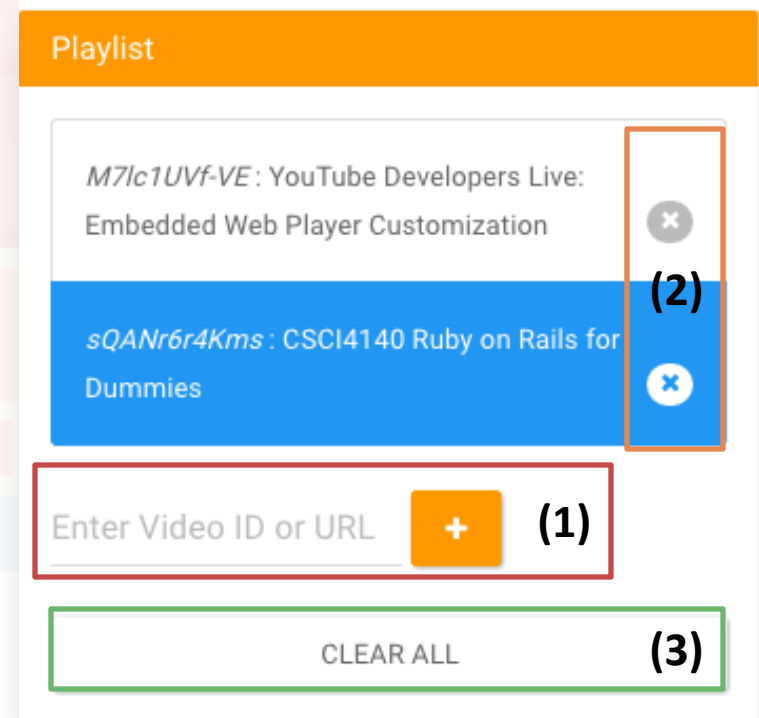 Playlist
M7lc1UVf-VE : YouTube Developers Live:
Embedded Web Player Customization
(2)
sQANr6r4Kms : CSCI4140 Ruby on Rails for
Dummies
Enter Video ID or URL + (1)
CLEAR ALL (3)